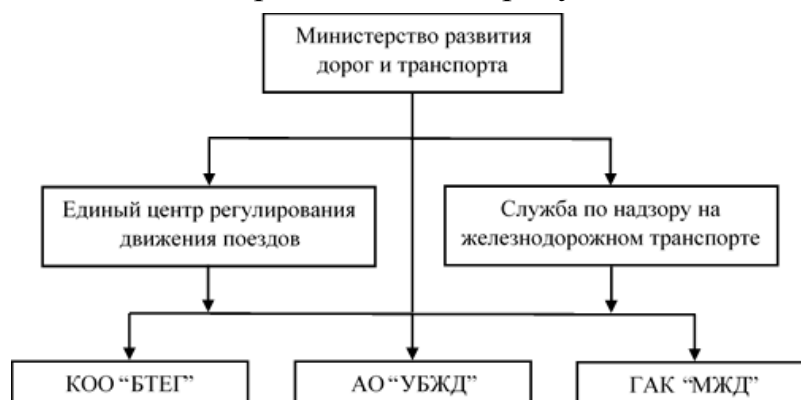 Министерство развития
дорог и транспорта
Единый центр регулирования
движения поездов
Служба по надзору на
железнодорожном транспорте
КОО “БТЕГ”
АО “УБЖД”
ГАК “МЖД”